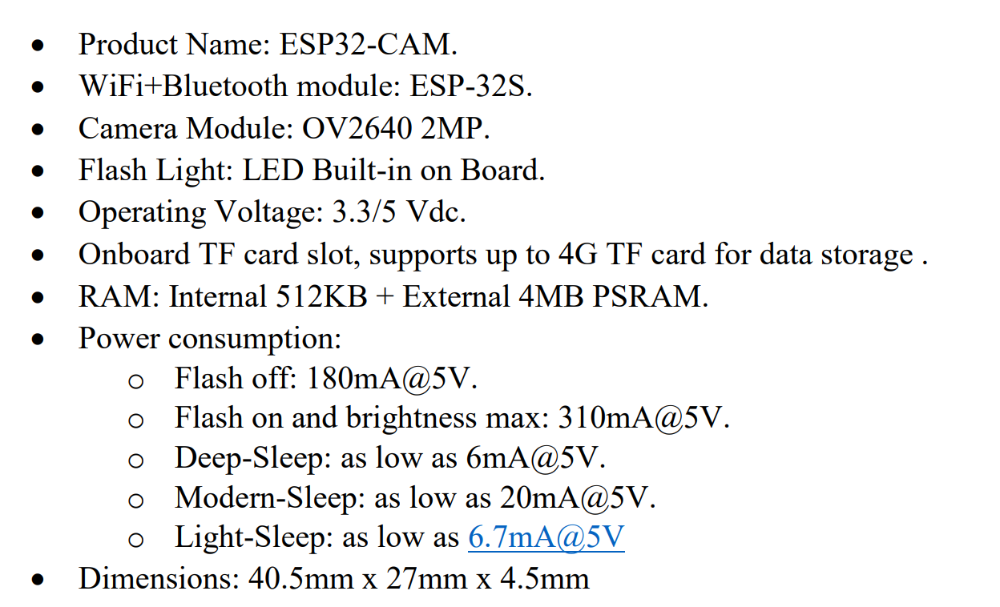 • Product Name: ESP32-CAM.
• WiFi+Bluetooth module: ESP-32S.
• Camera Module: OV2640 2MP.
• Flash Light: LED Built-in on Board.
• Operating Voltage: 3.3/5 Vdc.
• Onboard TF card slot, supports up to 4G TF card for data storage .
• RAM: Internal 512KB + External 4MB PSRAM.
• Power consumption:
o Flash off: 180mA@5V.
o Flash on and brightness max: 310mA@5V.
o Deep-Sleep: as low as 6mA@5V.
o Modern-Sleep: as low as 20mA@5V.
o Light-Sleep: as low as 6.7mA@5V
• Dimensions: 40.5mm x 27mm x 4.5mm